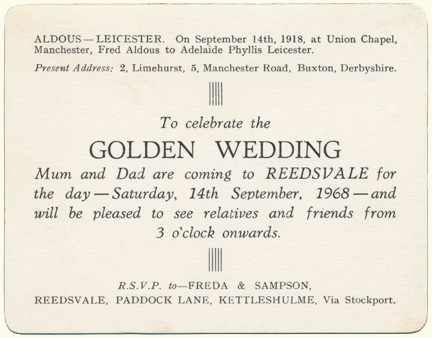 ALDOUS — LEICESTER. On September 14th, 1918, at Union Chapel,
Manchester, Fred Aldous to Adelaide Phyllis Leicester.
Present Address: 2, Limehurst, 5, Manchester Road, Buxton, Derbyshire.
To celebrate the
GOLDEN WEDDING
Mum and Dad are coming to REEDSVALE for
the day — Saturday, 14th September, 1968 — and
will be pleased to see relatives and friends from
3 o'clock onwards.
R.S.V.P. to—FREDA & SAMPSON,
REEDSVALE, PADDOCK LANE, KETTLESHULME, Via Stockport.